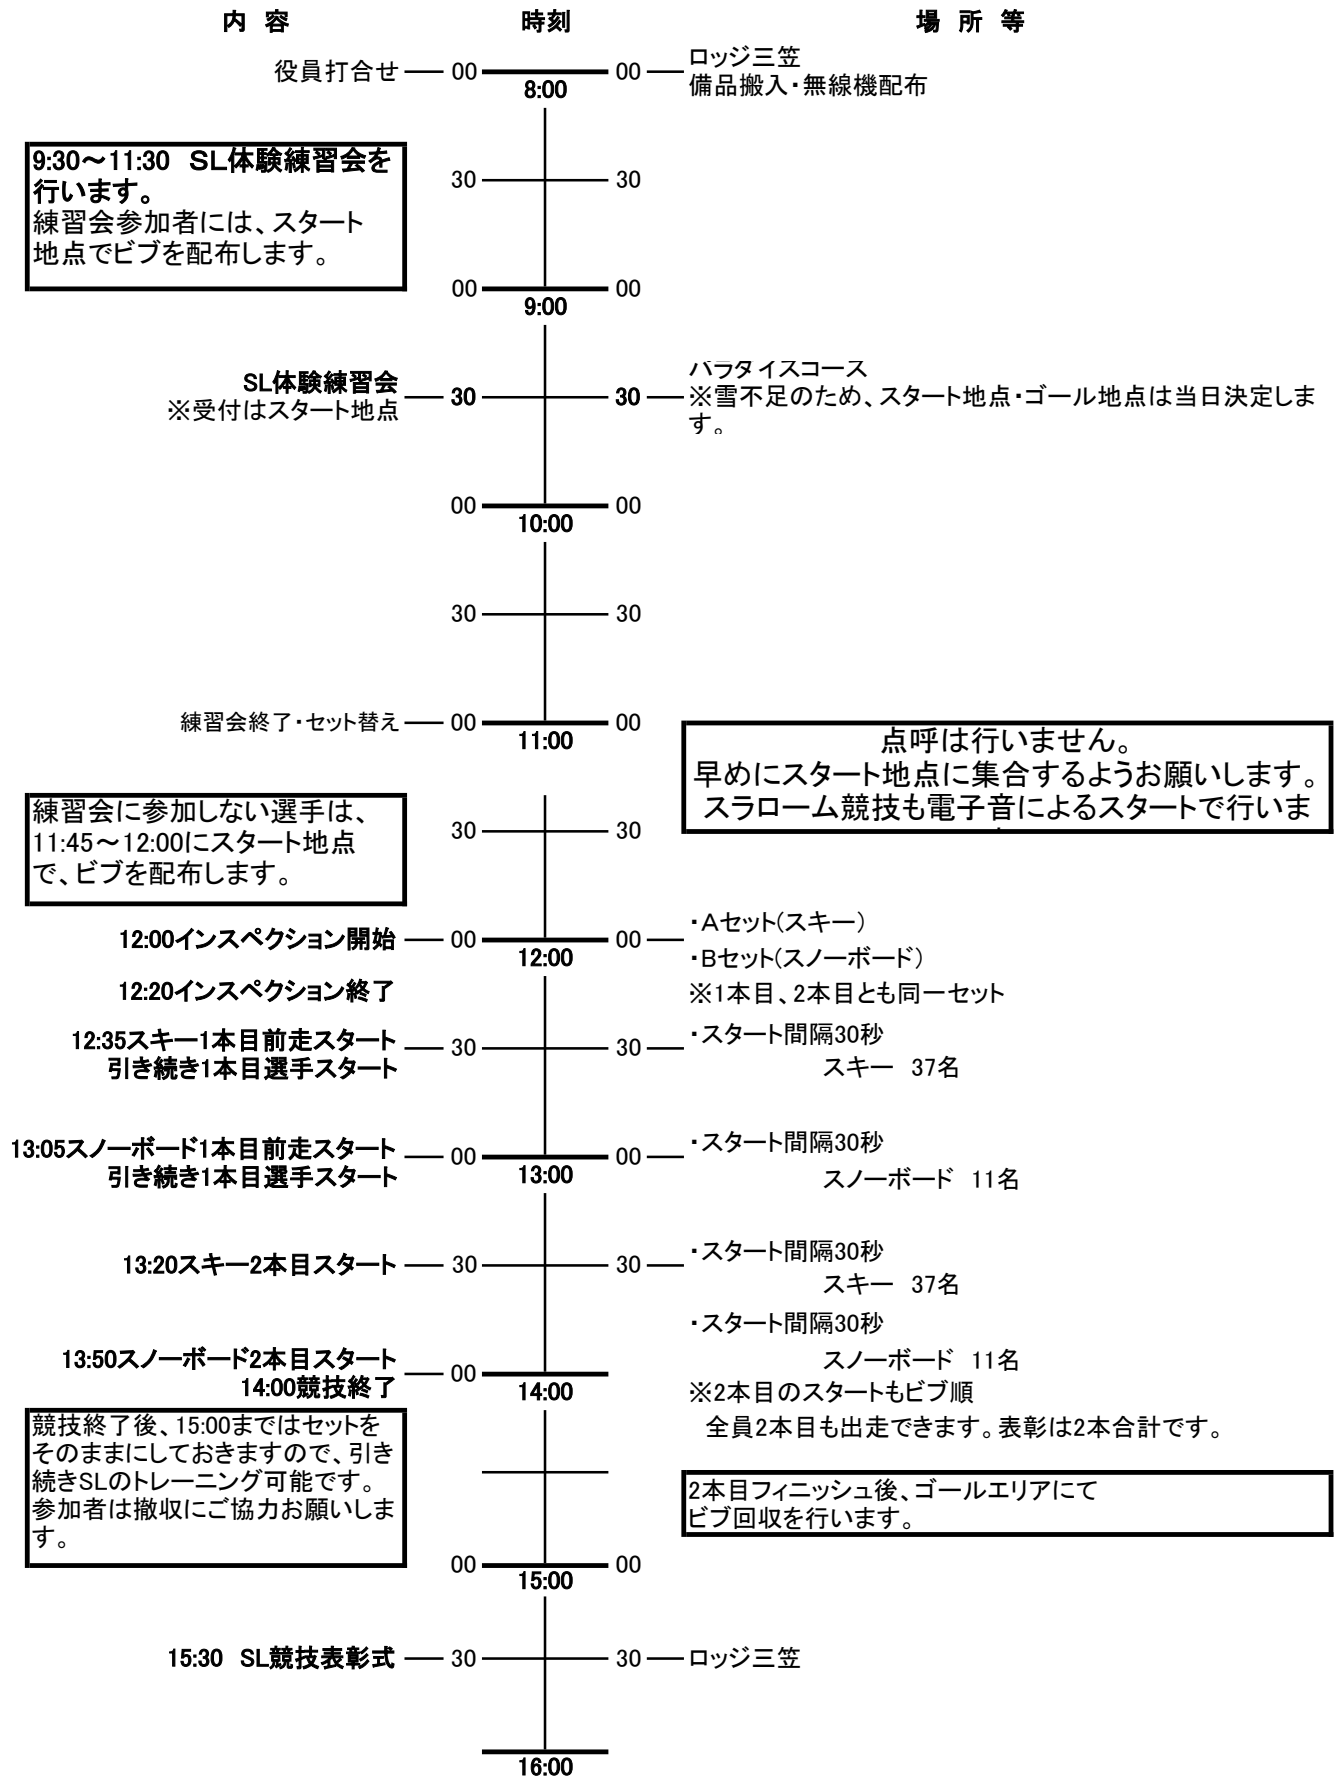 内 容 時刻 場 所 等
役員打合せ 00 00 ロッジ三笠
8:00 備品搬入・無線機配布
9:30～11:30 SL体験練習会を
行います。
練習会参加者には、スタート
地点でビブを配布します。
30 30
00 00
9:00
SL体験練習会 30 30 パラダイスコース
※受付はスタート地点 ※雪不足のため、スタート地点・ゴール地点は当日決定しま
す。
00 00
10:00
30 30
練習会終了・セット替え 00 00
11:00
点呼は行いません。
早めにスタート地点に集合するようお願いします。
スラローム競技も電子音によるスタートで行いま
練習会に参加しない選手は、
11:45～12:00にスタート地点
で、ビブを配布します。
30 30
12:00インスペクション開始 00 00 ・Aセット(スキー)
12:00 ・Bセット(スノーボード)
12:20インスペクション終了 ※1本目、2本目とも同一セット
12:35スキー1本目前走スタート 30 30 ・スタート間隔30秒
引き続き1本目選手スタート スキー 37名
13:05スノーボード1本目前走スタート 00 00 ・スタート間隔30秒
引き続き1本目選手スタート 13:00 スノーボード 11名
13:20スキー2本目スタート 30 30 ・スタート間隔30秒
スキー 37名
・スタート間隔30秒
13:50スノーボード2本目スタート 00 00 スノーボード 11名
14:00競技終了 14:00 ※2本目のスタートもビブ順
全員2本目も出走できます。表彰は2本合計です。
競技終了後、15:00まではセットを
そのままにしておきますので、引き
続きSLのトレーニング可能です。
参加者は撤収にご協力お願いしま
す。
2本目フィニッシュ後、ゴールエリアにて
ビブ回収を行います。
00 00
15:00
15:30 SL競技表彰式 30 30 ロッジ三笠
16:00